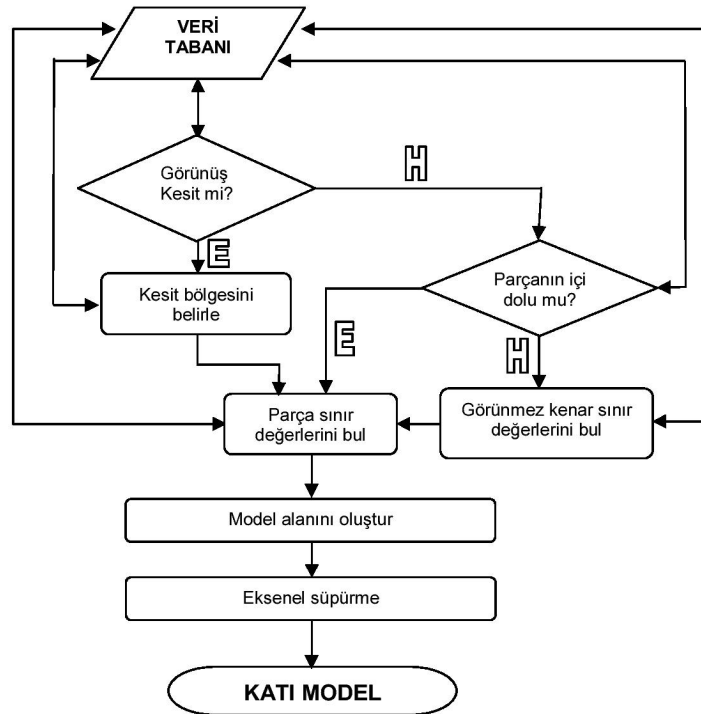 VERİ
TABANI
Görünüş
Kesit mi?
H
E
Kesit bölgesini
belirle
Parçanın içi
dolu mu?
E
H
Parça sınır
değerlerini bul
Görünmez kenar sınır
değerlerini bul
Model alanını oluştur
Eksenel süpürme
KATI MODEL